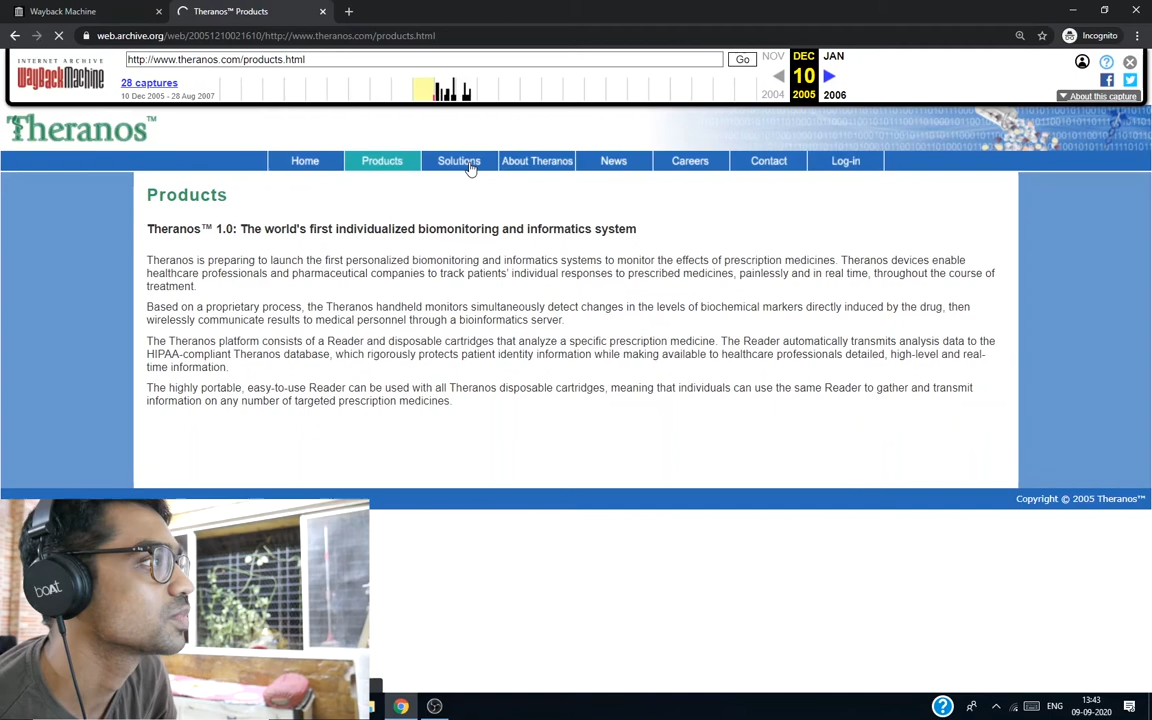 Wayback Machine
Theranos™ Products
web.archive.org/web/20051210021610/http://www.theranos.com/products.html
Incognito
INTERNET ARCHIVE
WayBackMachine
http://www.theranos.com/products.html
Go
NOV
DEC
JAN
28 captures
10
10 Dec 2005 - 28 Aug 2007
2004
2005
2006
About this capture
Theranos™
Home
Products
Solutions
About Theranos
News
Careers
Contact
Log-in
Products
Theranos™ 1.0: The world's first individualized biomonitoring and informatics system
Theranos is preparing to launch the first personalized biomonitoring and informatics systems to monitor the effects of prescription medicines. Theranos devices enable
healthcare professionals and pharmaceutical companies to track patients' individual responses to prescribed medicines, painlessly and in real time, throughout the course of
treatment.
Based on a proprietary process, the Theranos handheld monitors simultaneously detect changes in the levels of biochemical markers directly induced by the drug, then
wirelessly communicate results to medical personnel through a bioinformatics server.
The Theranos platform consists of a Reader and disposable cartridges that analyze a specific prescription medicine. The Reader automatically transmits analysis data to the
HIPAA-compliant Theranos database, which rigorously protects patient identity information while making available to healthcare professionals detailed, high-level and real-
time information.
The highly portable, easy-to-use Reader can be used with all Theranos disposable cartridges, meaning that individuals can use the same Reader to gather and transmit
information on any number of targeted prescription medicines.
Copyright © 2005 Theranos™
boAt
ENG
13:43
09-09-2020